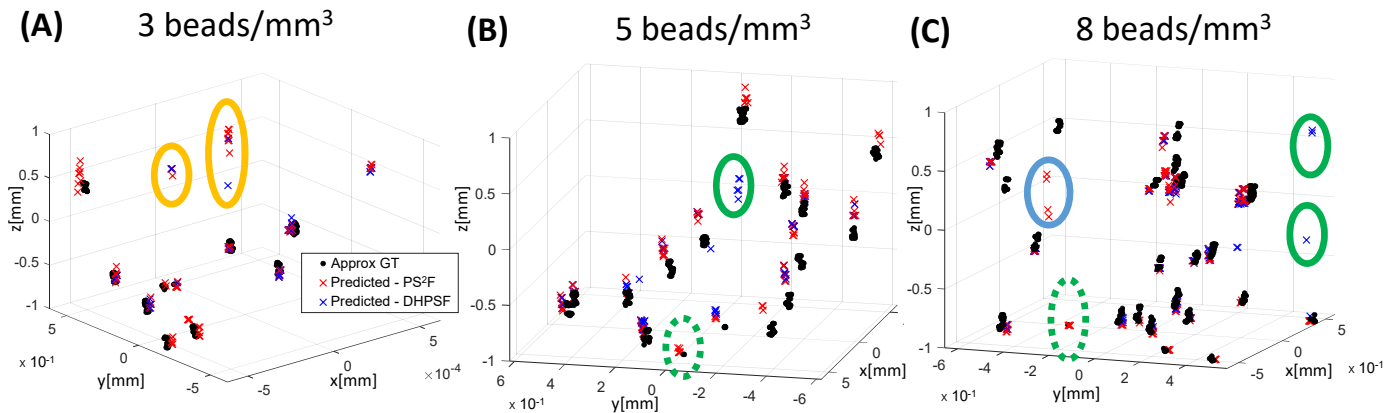 (A) 3 beads/mm³
(B) 5 beads/mm³
(C) 8 beads/mm³
z[mm]
1
0.5
0
-0.5
-1
5
0
-5
× 10⁻¹
y[mm]
-5
0
5
x[mm]
×10⁻⁴
Approx GT
Predicted - PS²F
Predicted - DHPSF
z[mm]
1
0.5
0
-0.5
-1
6
4
2
0
-2
-4
-6
× 10⁻¹
y[mm]
5
0
x[mm]
z[mm]
1
0.5
0
-0.5
-1
-6
-4
-2
0
2
4
× 10⁻¹
y[mm]
-5
0
5
x[mm]
× 10⁻¹